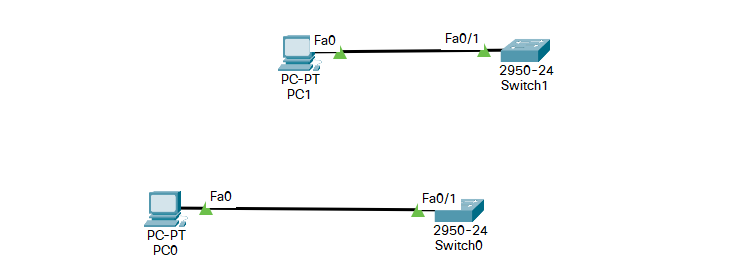 Fa0
Fa0/1
PC-PT
PC1
2950-24
Switch1
Fa0
Fa0/1
PC-PT
PC0
2950-24
Switch0